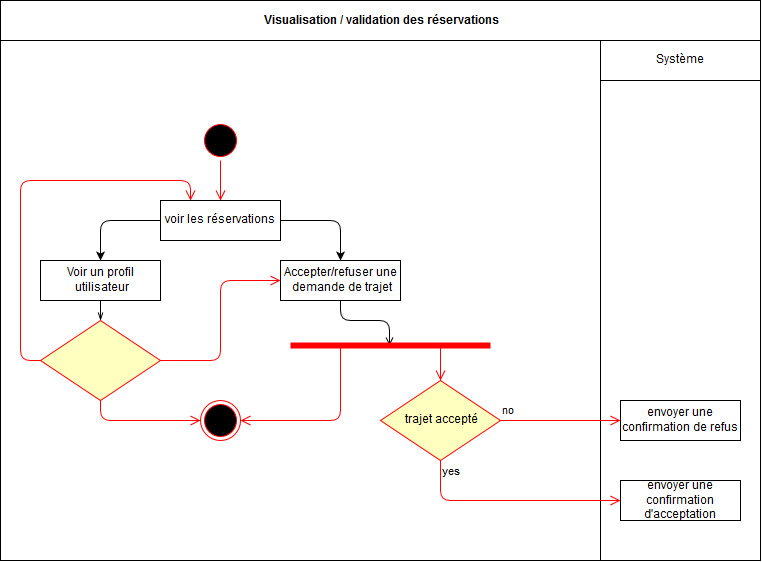 Visualisation / validation des réservations
Système
voir les réservations
Voir un profil
utilisateur
Accepter/refuser une
demande de trajet
trajet accepté
no
yes
envoyer une
confirmation de refus
envoyer une
confirmation
d'acceptation